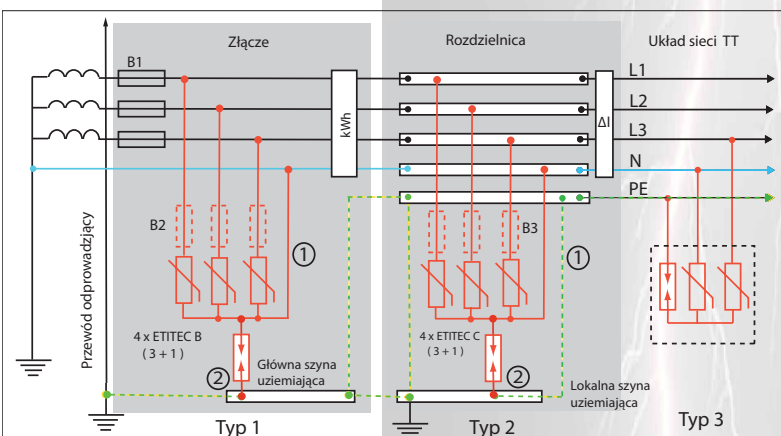 Złącze
Rozdzielnica
Układ sieci TT
B1
L1
L2
L3
N
PE
kWh
ΔI
Przewód odprowadzjący
B2
1
B3
1
4 x ETITEC B
( 3 + 1 )
4 x ETITEC C
( 3 + 1 )
2
Główna szyna
uziemiająca
2
Lokalna szyna
uziemiająca
Typ 1
Typ 2
Typ 3